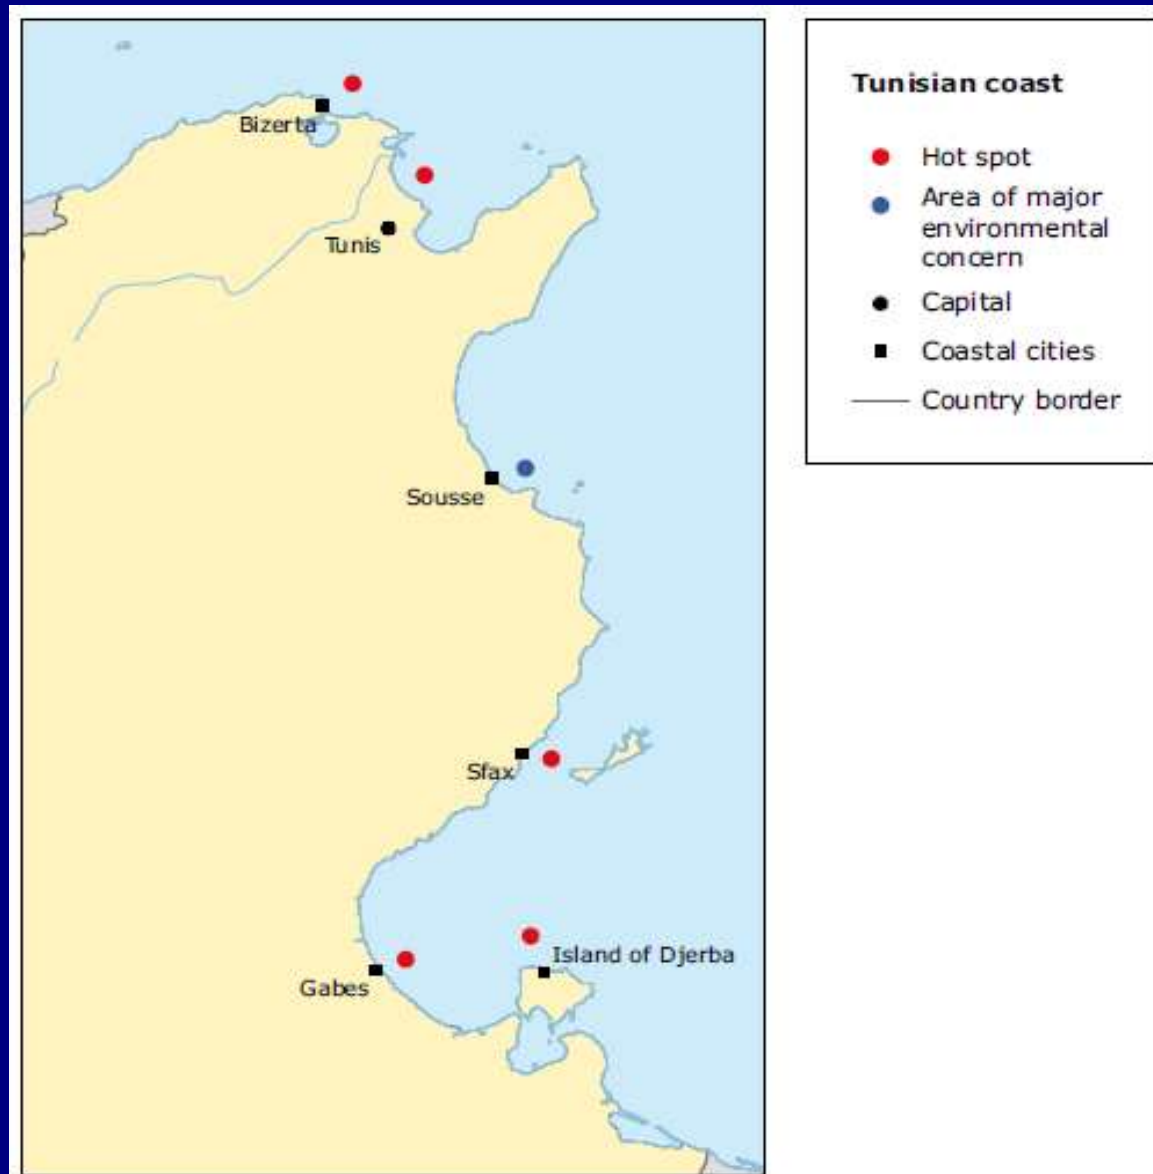 Bizerta
Tunis
Sousse
Sfax
Island of Djerba
Gabes
Tunisian coast
Hot spot
Area of major
environmental
concern
Capital
Coastal cities
Country border